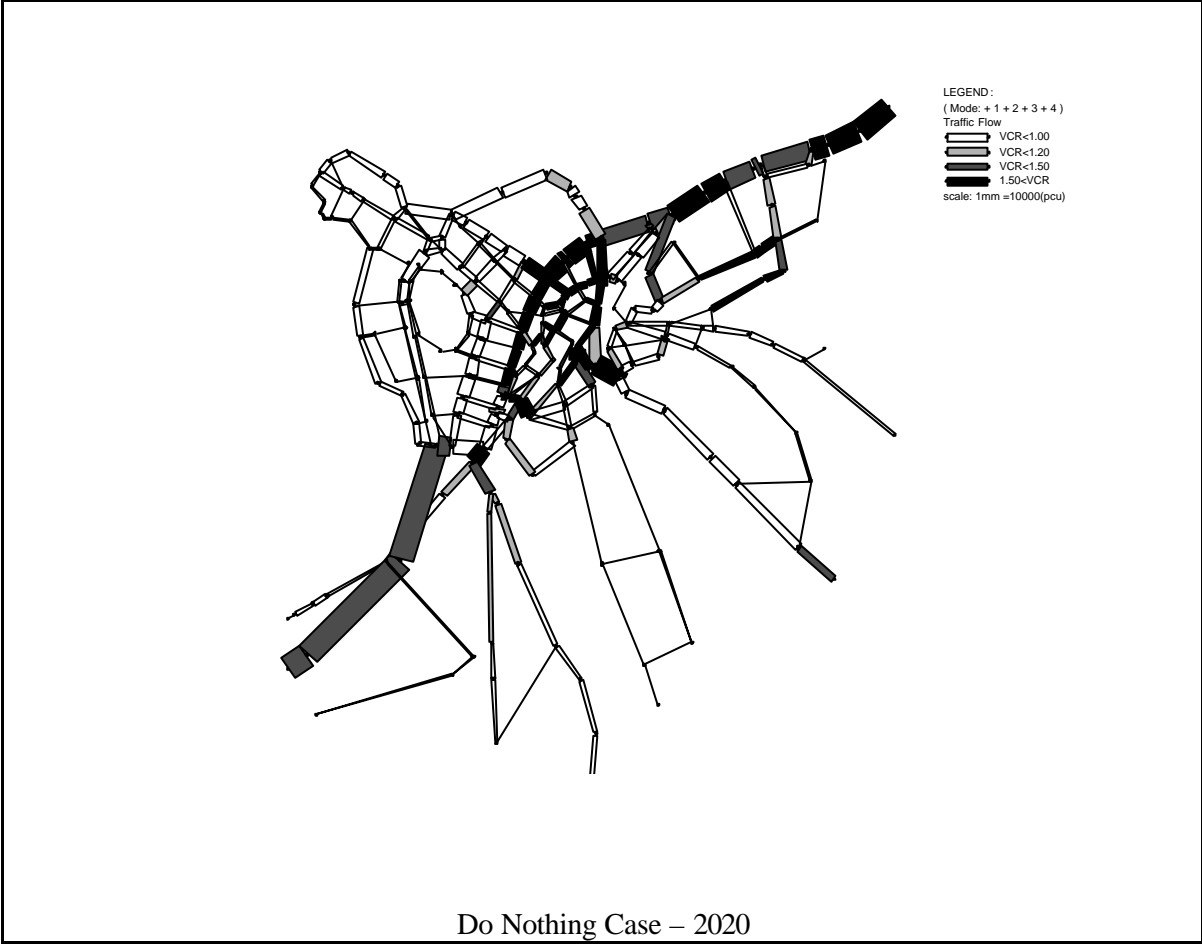 LEGEND :
( Mode: + 1 + 2 + 3 + 4 )
Traffic Flow
VCR<1.00
VCR<1.20
VCR<1.50
1.50<VCR
scale: 1mm =10000(pcu)
Do Nothing Case – 2020